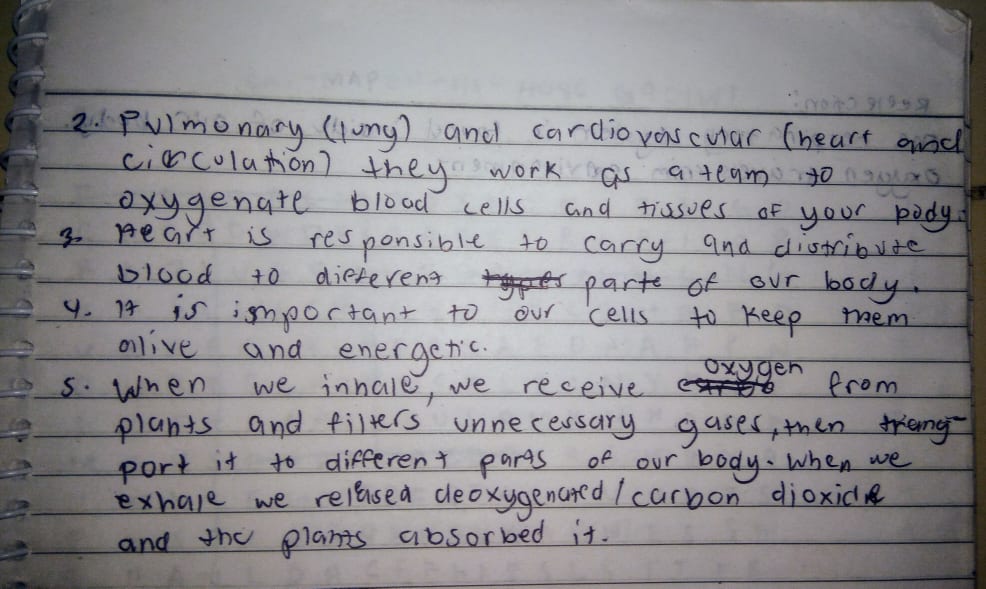 2. Pulmonary (lung) and cardiovascular (heart and
circulation) they work as a team to
oxygenate blood cells and tissues of your body.
3. Heart is responsible to carry and distribute
blood to different parts of our body.
4. It is important to our cells to keep them
alive and energetic.
5. When we inhale, we receive oxygen from
plants and filters unnecessary gases, then trang-
port it to different parts of our body. When we
exhale we released deoxygenated / carbon dioxide
and the plants absorbed it.